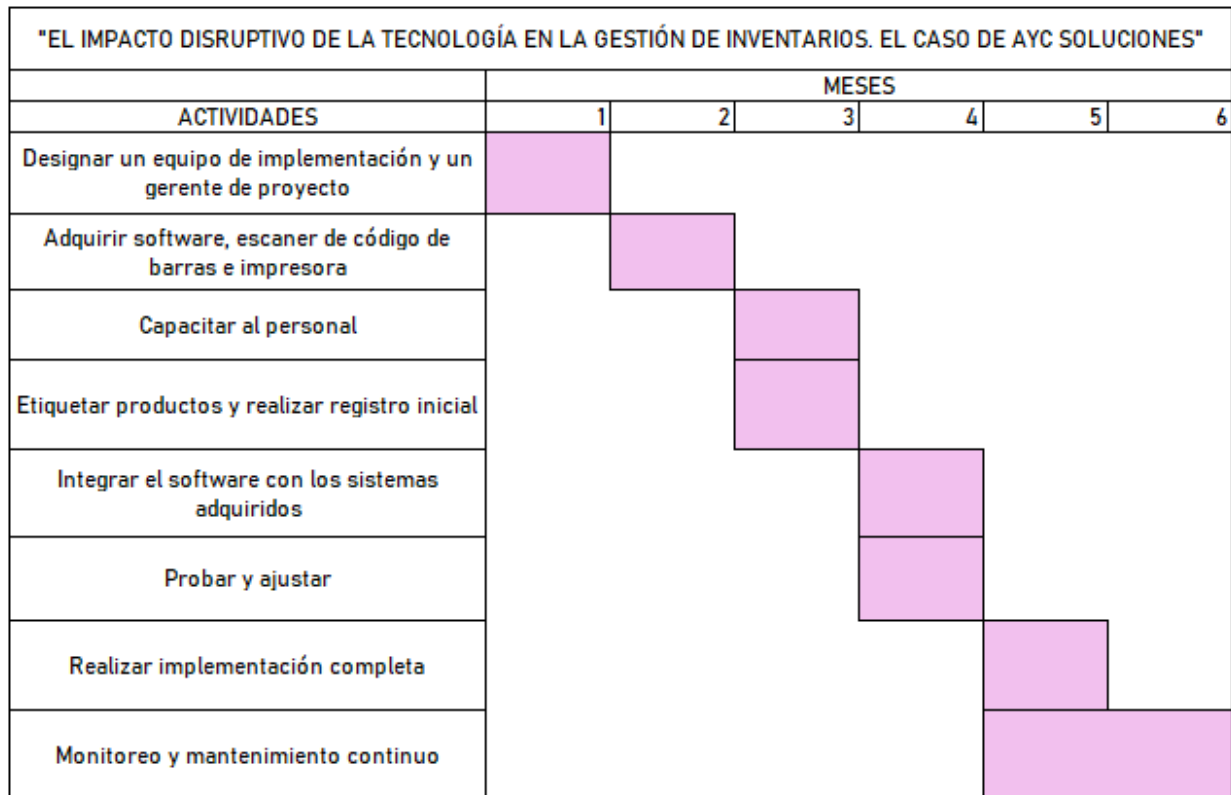 "EL IMPACTO DISRUPTIVO DE LA TECNOLOGÍA EN LA GESTIÓN DE INVENTARIOS. EL CASO DE AYC SOLUCIONES"
MESES
ACTIVIDADES 1 2 3 4 5 6
Designar un equipo de implementación y un
gerente de proyecto
Adquirir software, escaner de código de
barras e impresora
Capacitar al personal
Etiquetar productos y realizar registro inicial
Integrar el software con los sistemas
adquiridos
Probar y ajustar
Realizar implementación completa
Monitoreo y mantenimiento continuo